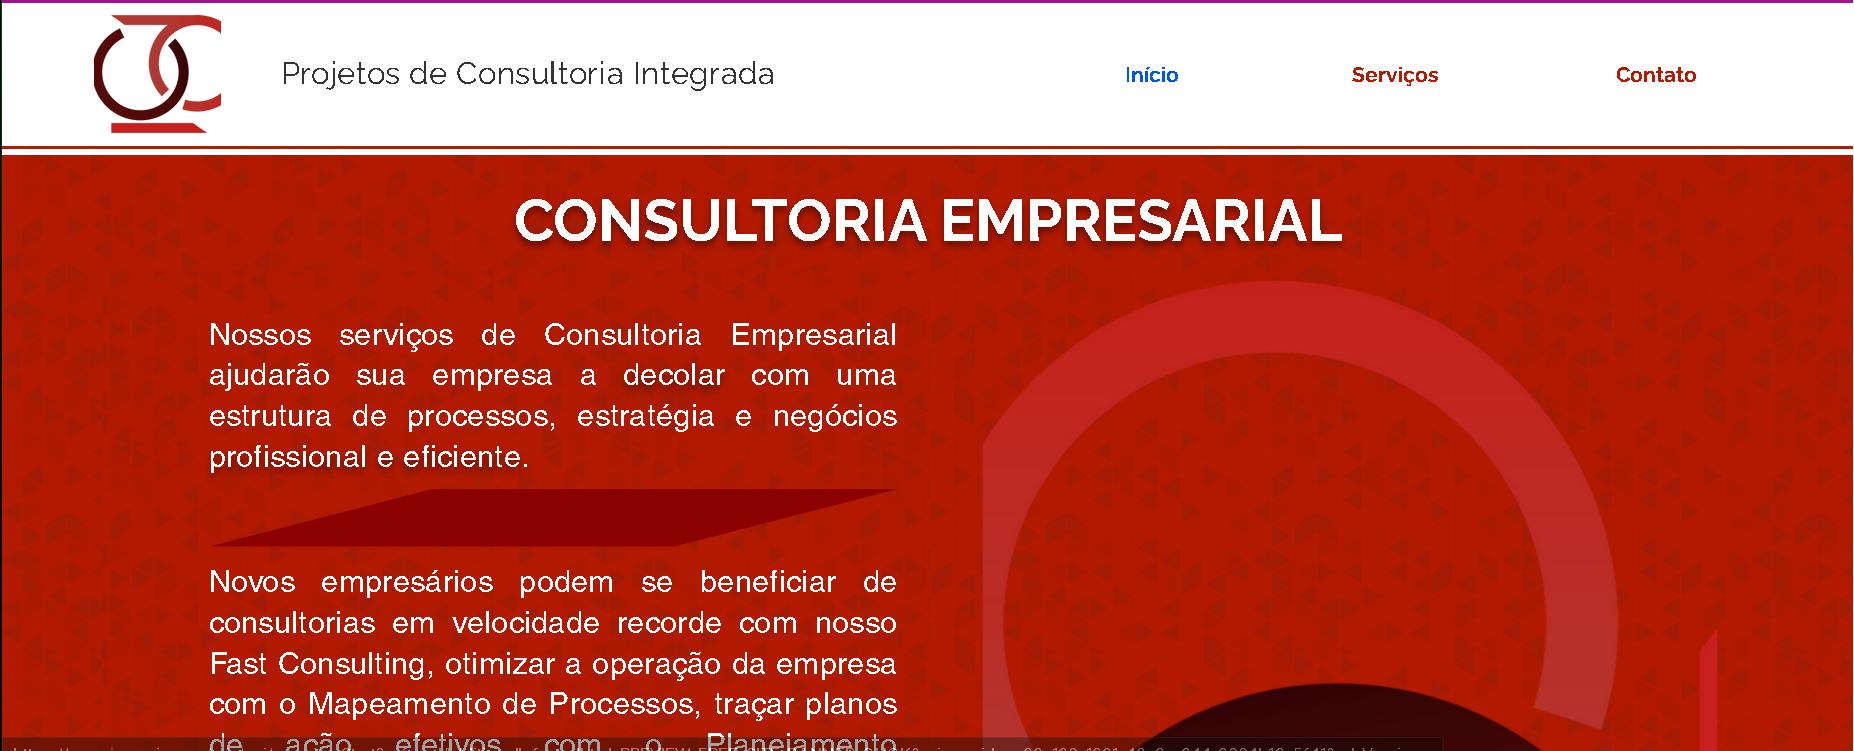 Projetos de Consultoria Integrada
Início
Serviços
Contato
CONSULTORIA EMPRESARIAL
Nossos serviços de Consultoria Empresarial
ajudarão sua empresa a decolar com uma
estrutura de processos, estratégia e negócios
profissional e eficiente.
Novos empresários podem se beneficiar de
consultorias em velocidade recorde com nosso
Fast Consulting, otimizar a operação da empresa
com o Mapeamento de Processos, traçar planos
de ação efetivos com o Planejamento